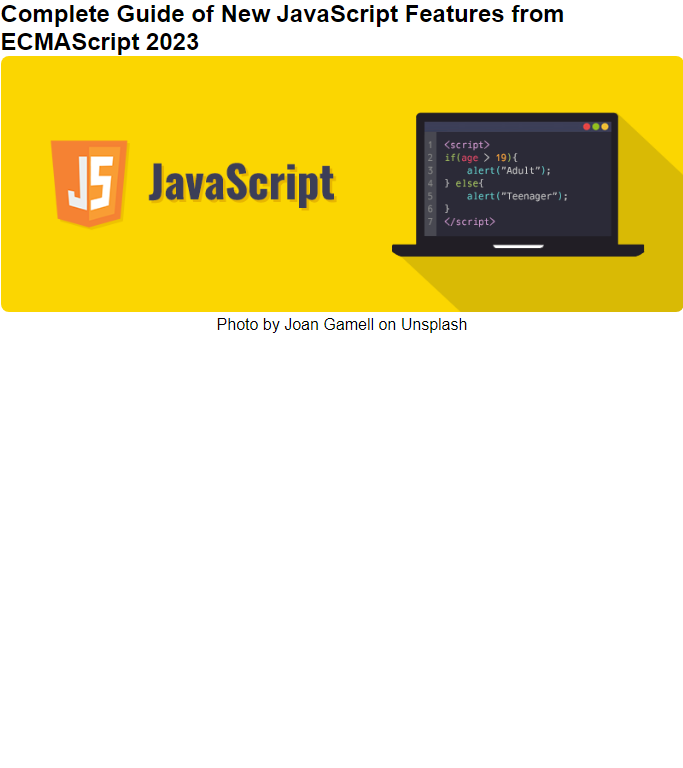 Complete Guide of New JavaScript Features from
ECMAScript 2023
JS JavaScript
1 <script>
2 if(age > 19){
3 alert("Adult");
4 } else{
5 alert("Teenager");
6 }
7 </script>
Photo by Joan Gamell on Unsplash